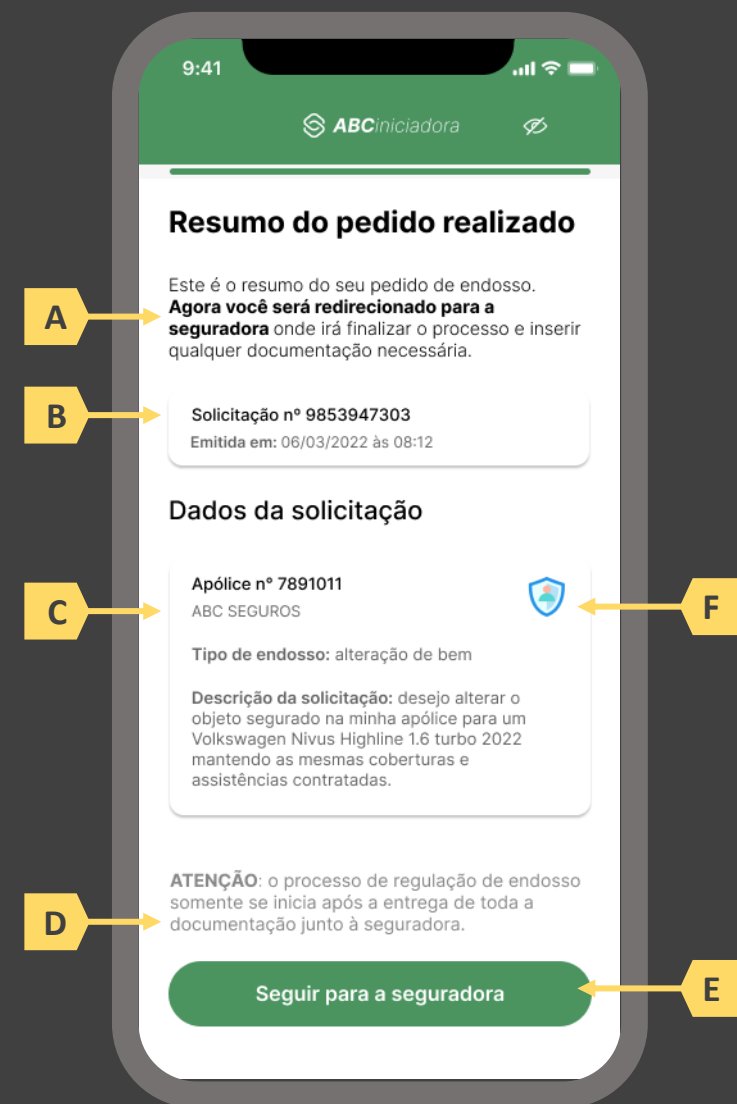 9:41
ABCiniciadora
Resumo do pedido realizado
Este é o resumo do seu pedido de endosso.
A
Agora você será redirecionado para a
seguradora onde irá finalizar o processo e inserir
qualquer documentação necessária.
B
Solicitação nº 9853947303
Emitida em: 06/03/2022 às 08:12
Dados da solicitação
Apólice n° 7891011
C
ABC SEGUROS
F
Tipo de endosso: alteração de bem
Descrição da solicitação: desejo alterar o
objeto segurado na minha apólice para um
Volkswagen Nivus Highline 1.6 turbo 2022
mantendo as mesmas coberturas e
assistências contratadas.
ATENÇÃO: o processo de regulação de endosso
somente se inicia após a entrega de toda a
D
documentação junto à seguradora.
Seguir para a seguradora
E